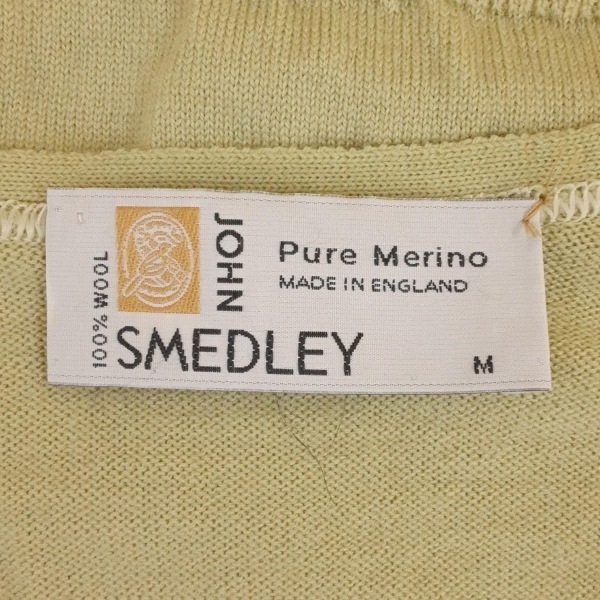 100% WOOL
JOHN
SMEDLEY
Pure Merino
MADE IN ENGLAND
M